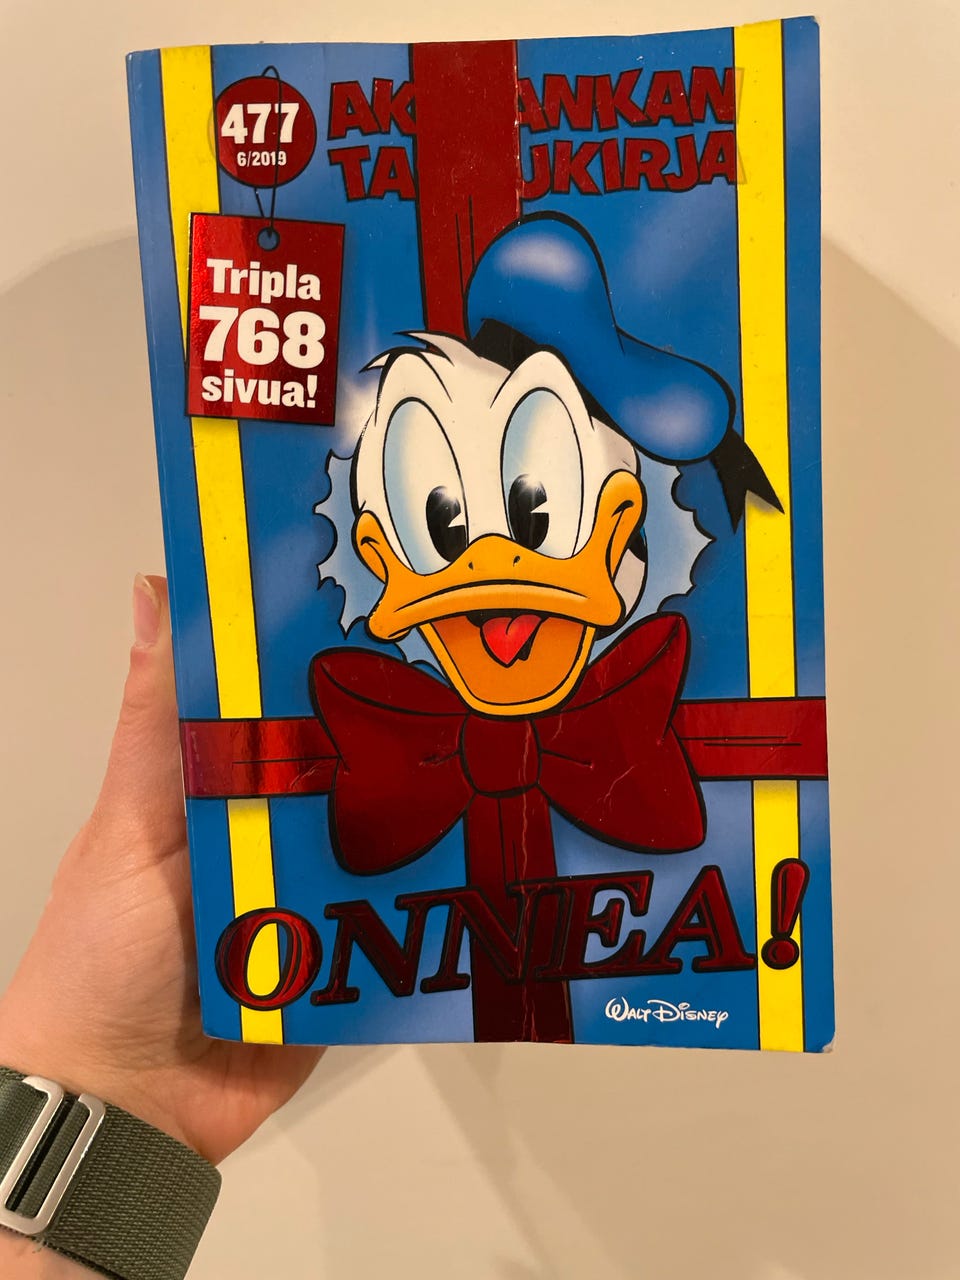 477
6/2019
AK ANKAN
TA UKIRJA
Tripla
768
sivua!
ONNEA!
WALT DISNEY